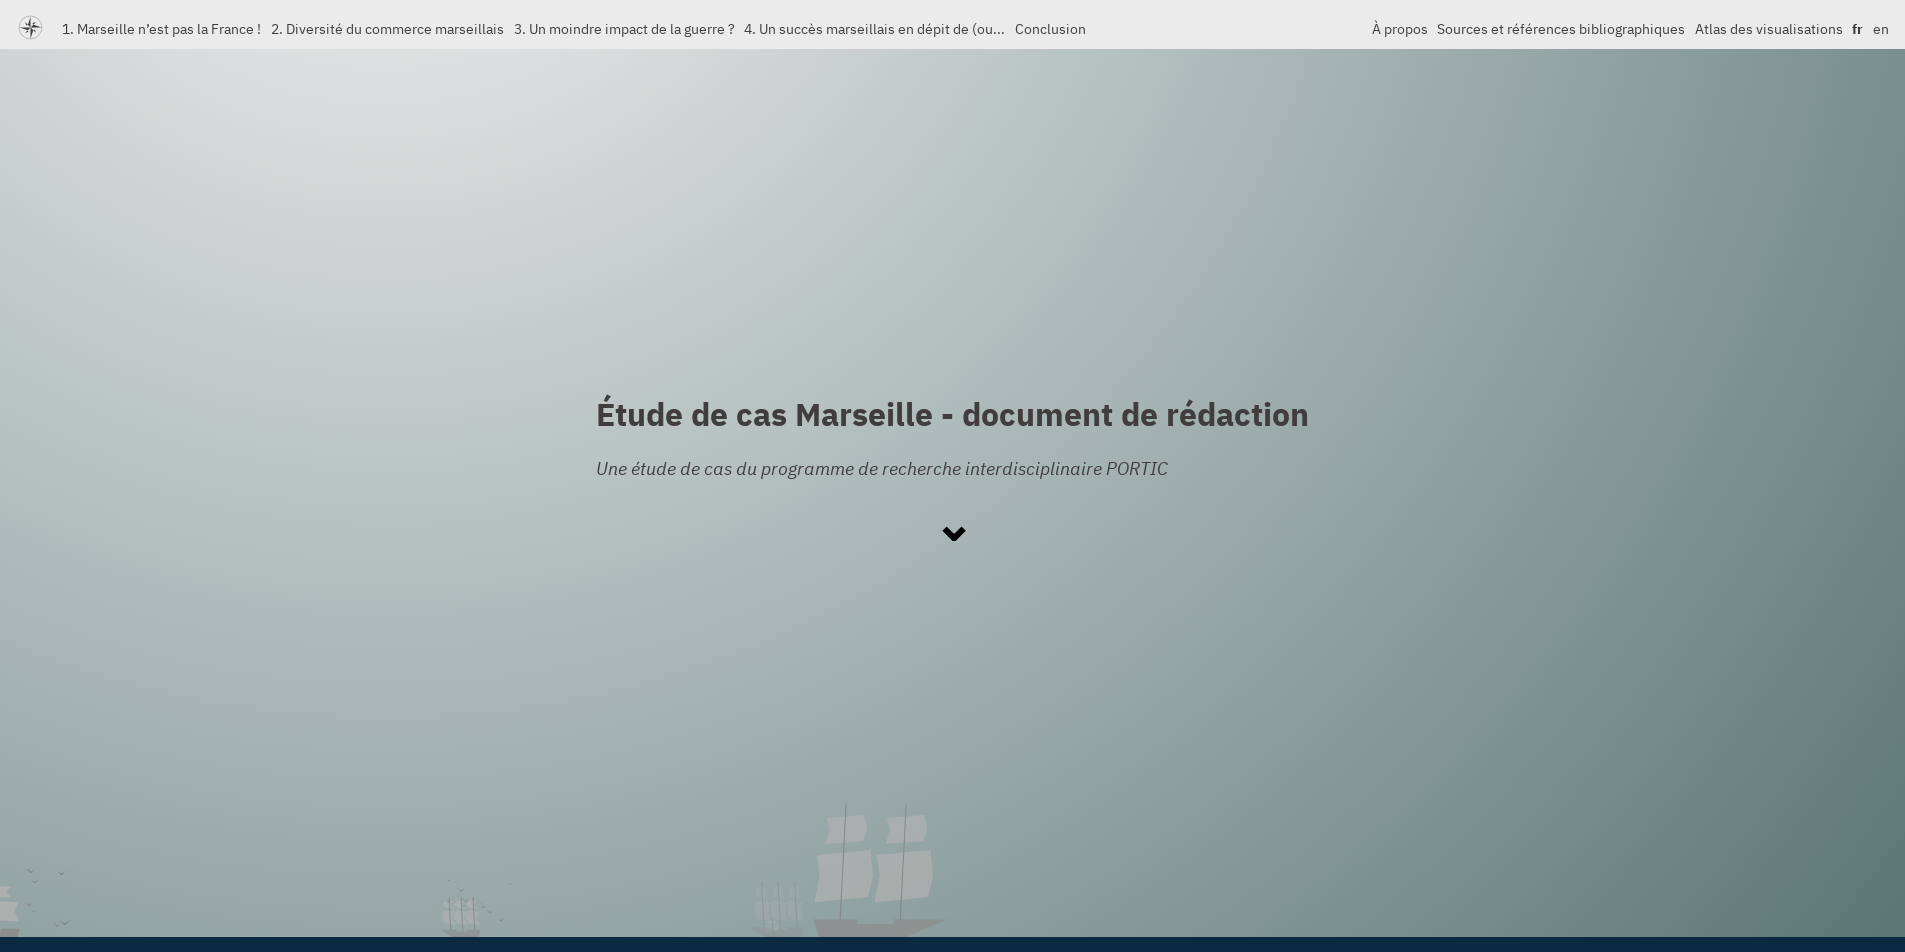 1. Marseille n’est pas la France ! 2. Diversité du commerce marseillais 3. Un moindre impact de la guerre ? 4. Un succès marseillais en dépit de (ou... Conclusion À propos Sources et références bibliographiques Atlas des visualisations fr en
Étude de cas Marseille - document de rédaction
Une étude de cas du programme de recherche interdisciplinaire PORTIC